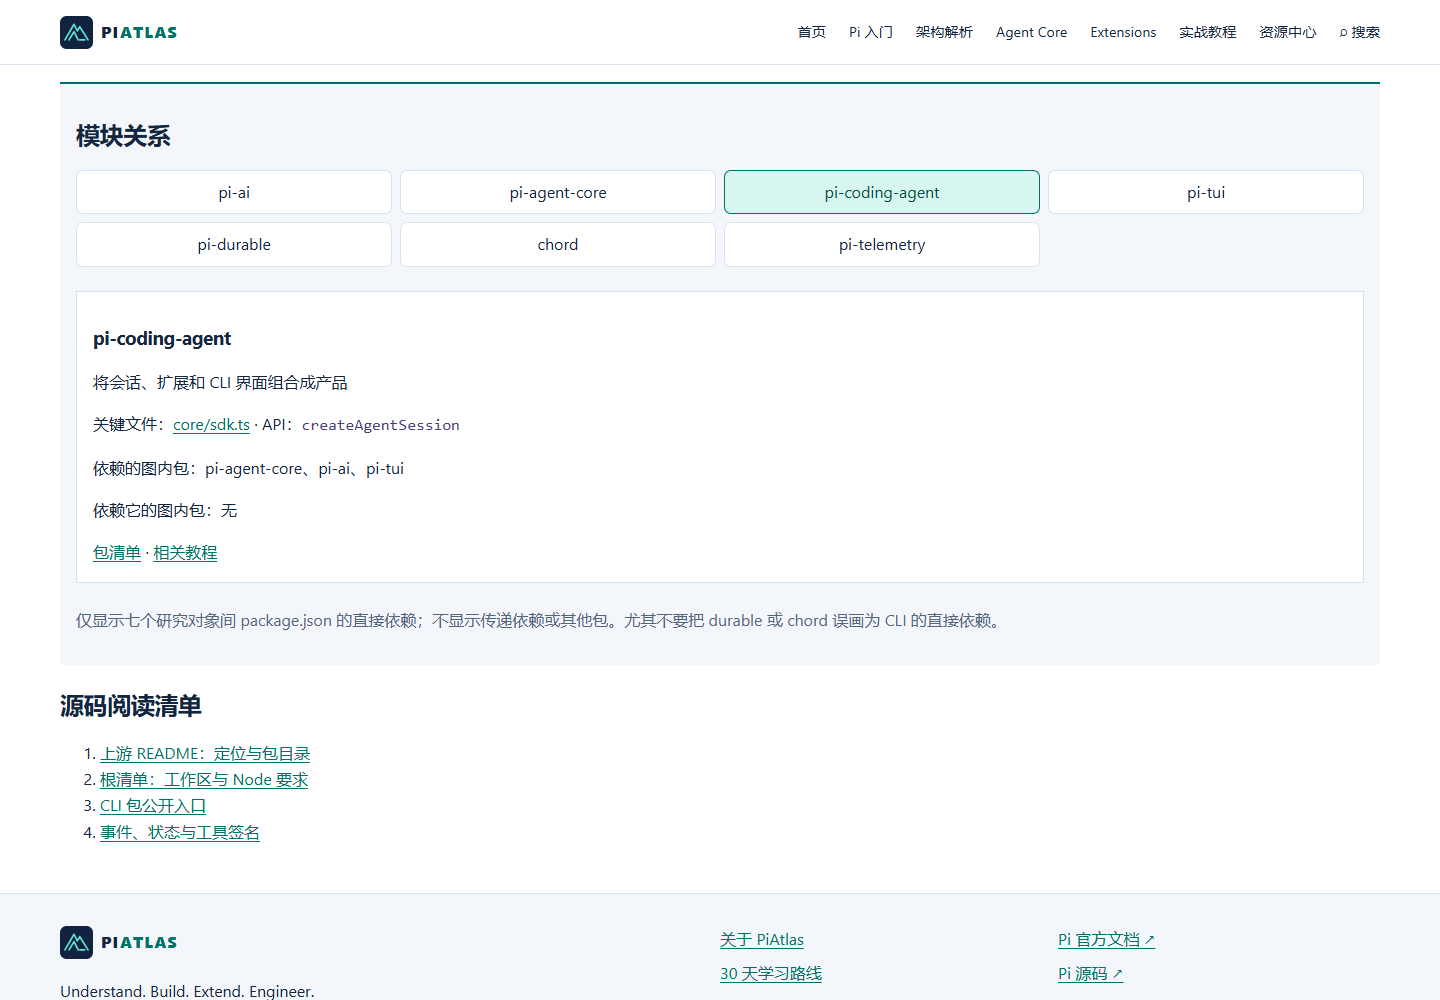 PIATLAS
首页 Pi 入门 架构解析 Agent Core Extensions 实战教程 资源中心 ⌕ 搜索
模块关系
pi-ai pi-agent-core pi-coding-agent pi-tui
pi-durable chord pi-telemetry
pi-coding-agent
将会话、扩展和 CLI 界面组合成产品
关键文件：core/sdk.ts · API：createAgentSession
依赖的图内包：pi-agent-core、pi-ai、pi-tui
依赖它的图内包：无
包清单 · 相关教程
仅显示七个研究对象间 package.json 的直接依赖；不显示传递依赖或其他包。尤其不要把 durable 或 chord 误画为 CLI 的直接依赖。
源码阅读清单
1. 上游 README：定位与包目录
2. 根清单：工作区与 Node 要求
3. CLI 包公开入口
4. 事件、状态与工具签名
PIATLAS
Understand. Build. Extend. Engineer.
关于 PiAtlas
30 天学习路线
Pi 官方文档 ↗
Pi 源码 ↗